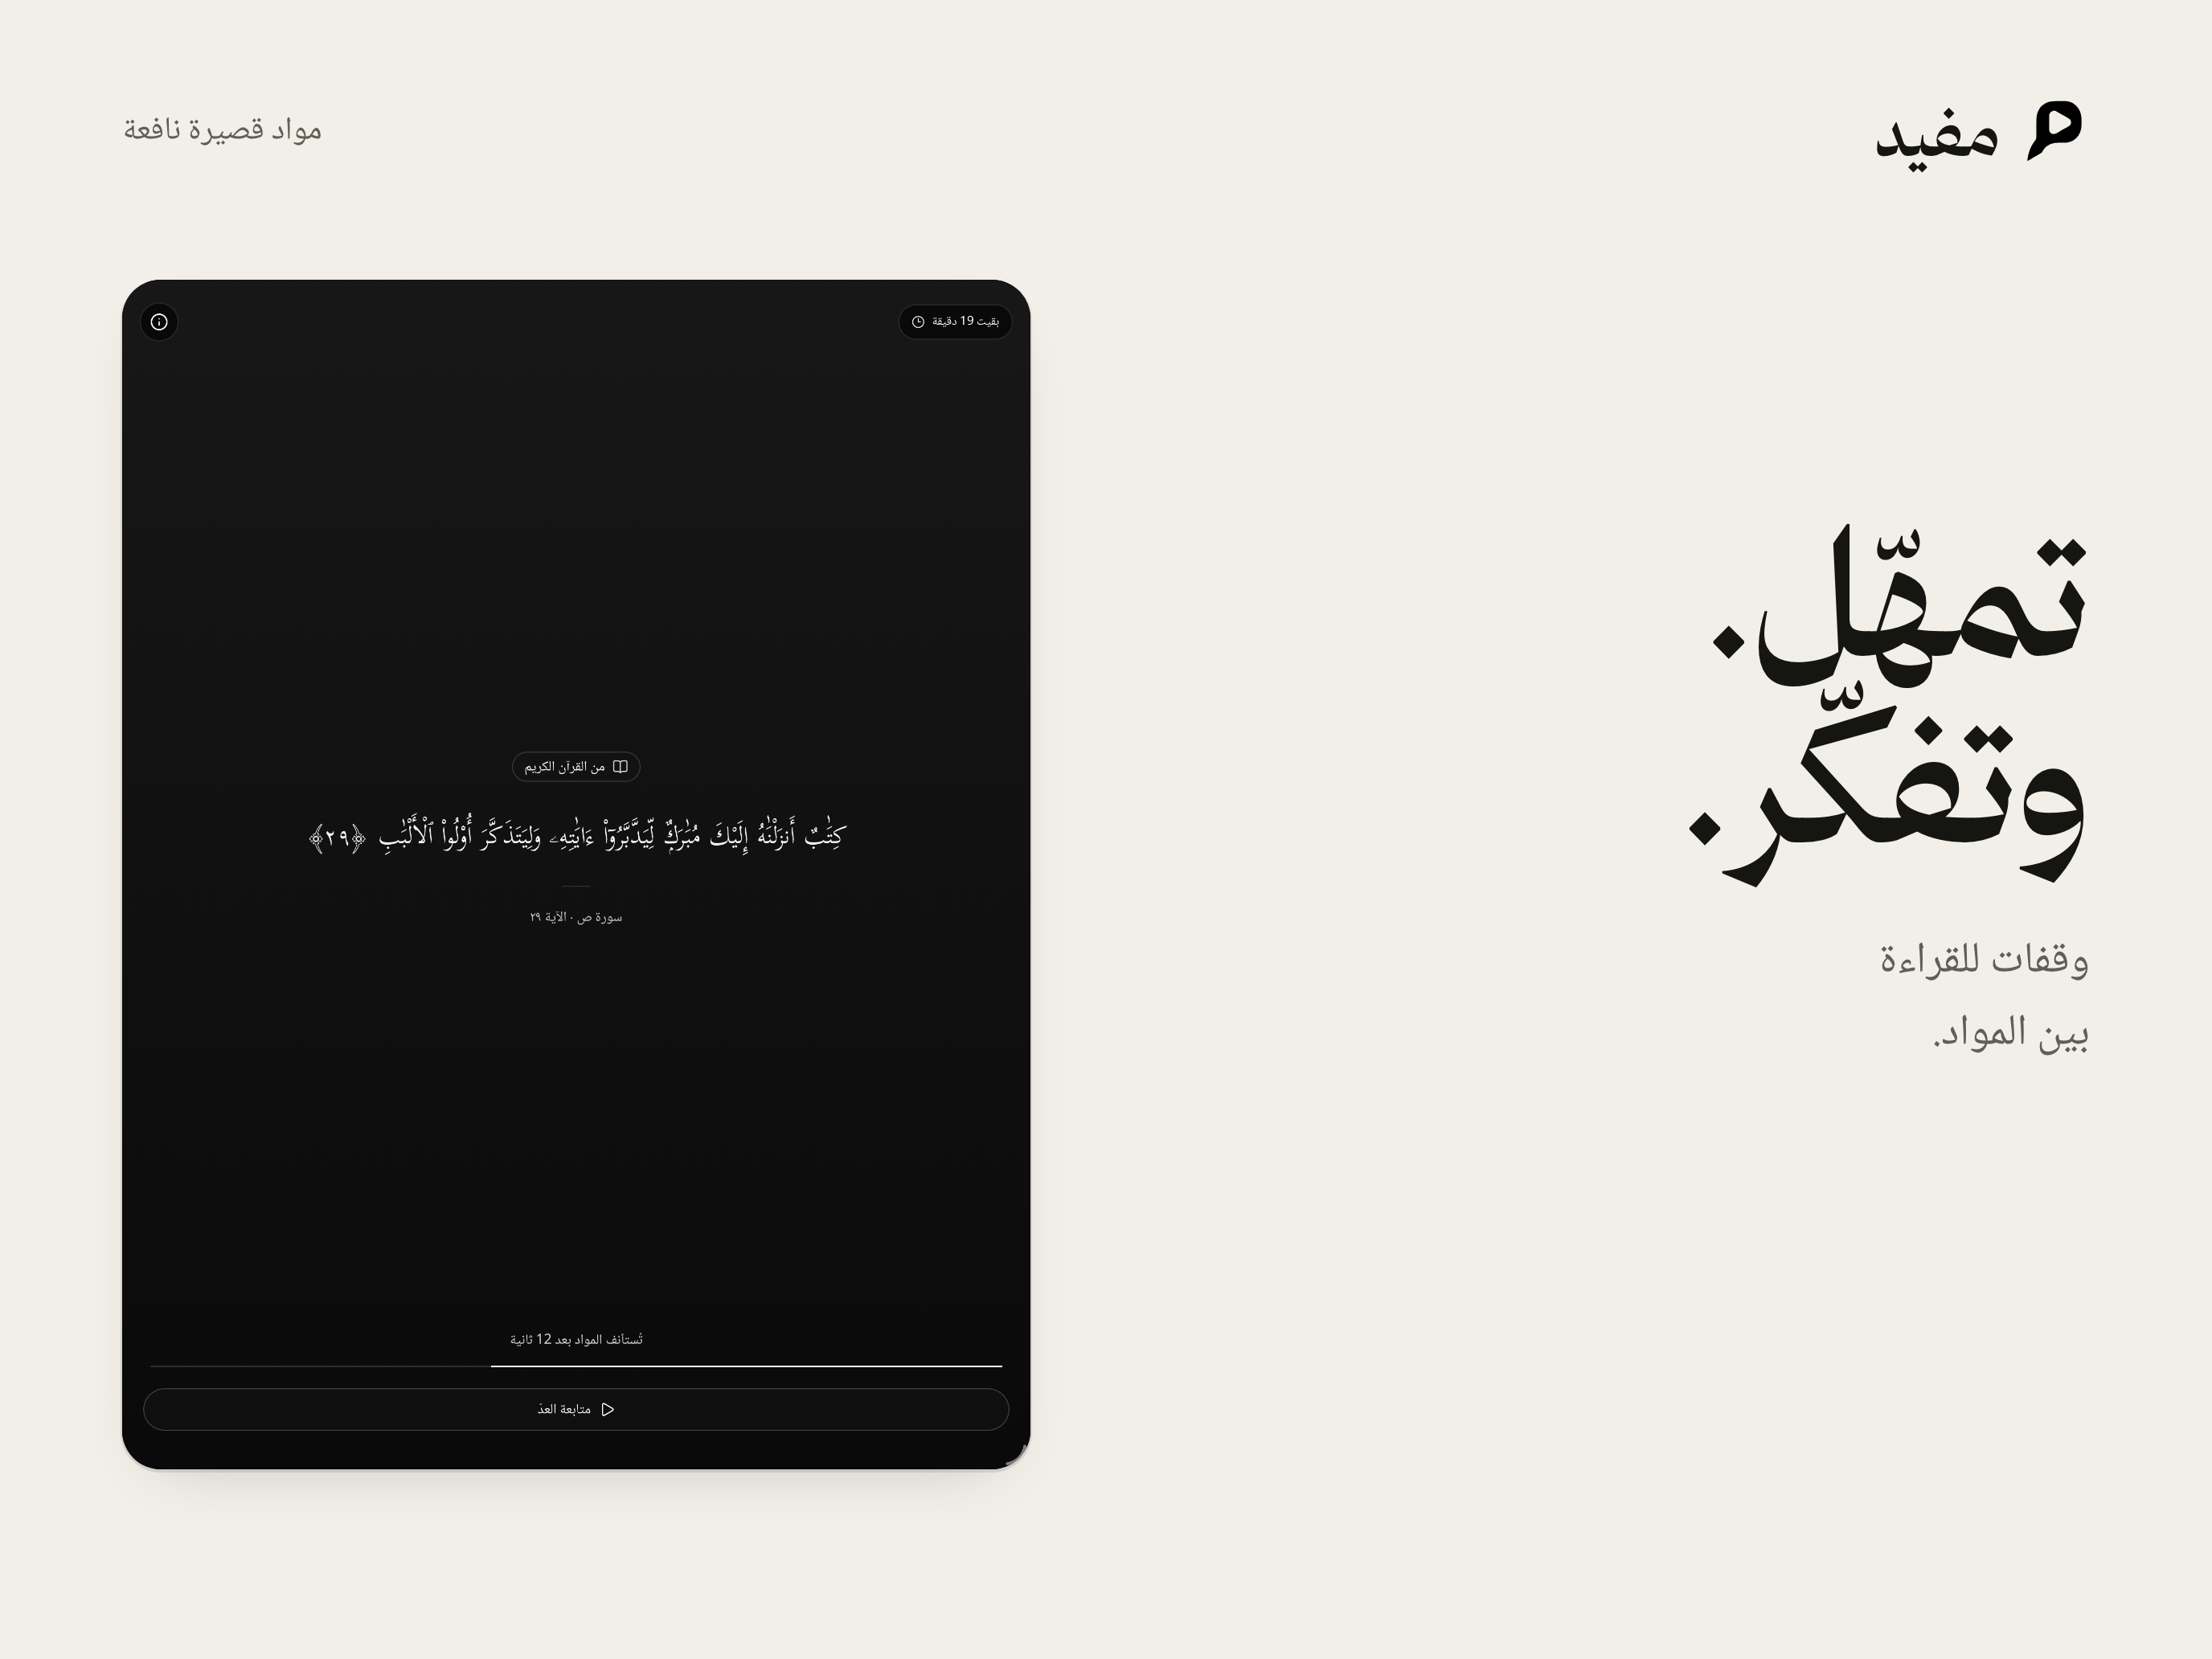 مفيد
مواد قصيرة نافعة
تمهّل.
وتفكّر.
وقفات للقراءة
بين المواد.
بقيت 19 دقيقة
من القرآن الكريم
كِتَٰبٌ أَنزَلْنَٰهُ إِلَيْكَ مُبَٰرَكٌ لِّيَدَّبَّرُوٓا۟ ءَايَٰتِهِۦ وَلِيَتَذَكَّرَ أُو۟لُوا۟ ٱلْأَلْبَٰبِ ﴿٢٩﴾
سورة ص · الآية ٢٩
تُستأنف المواد بعد 12 ثانية
متابعة العدّ